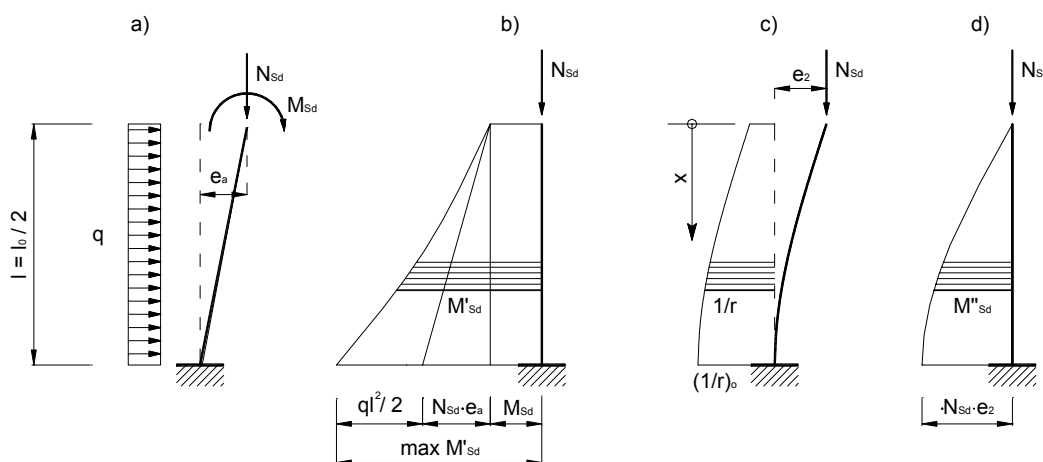 a)
b)
c)
d)
NSd
MSd
ea
q
l = l0 / 2
NSd
M'Sd
ql2/ 2
NSd·ea
MSd
max M'Sd
e2
NSd
x
1/r
(1/r)o
NS
M"Sd
·NSd·e2